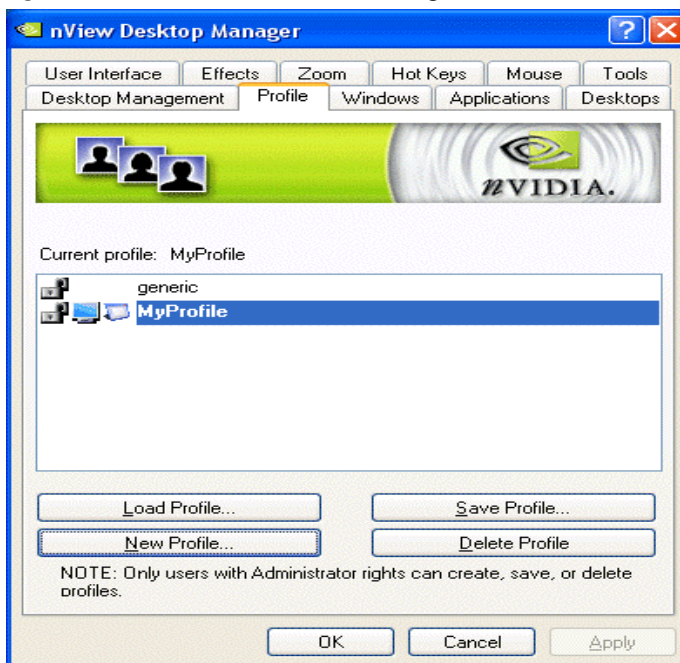 nView Desktop Manager
User Interface Effects Zoom Hot Keys Mouse Tools
Desktop Management Profile Windows Applications Desktops
nVIDIA.
Current profile: MyProfile
generic
MyProfile
Load Profile... Save Profile...
New Profile... Delete Profile
NOTE: Only users with Administrator rights can create, save, or delete
profiles.
OK Cancel Apply